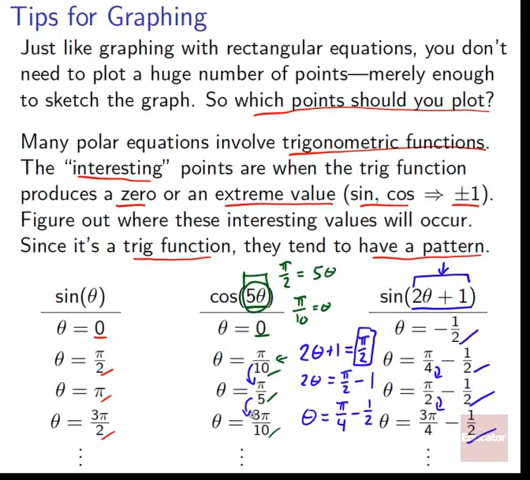 Tips for Graphing
Just like graphing with rectangular equations, you don't
need to plot a huge number of points—merely enough
to sketch the graph. So which points should you plot?
Many polar equations involve trigonometric functions.
The “interesting” points are when the trig function
produces a zero or an extreme value (sin, cos ⇒ ±1).
Figure out where these interesting values will occur.
Since it's a trig function, they tend to have a pattern.
sin(θ)
θ = 0
θ = π/2
θ = π
θ = 3π/2
⋮
cos(5θ)
θ = 0
θ = π/10
θ = π/5
θ = 3π/10
⋮
π/2 = 5θ
π/10 = θ
2θ+1 = π/2
2θ = π/2 - 1
θ = π/4 - 1/2
sin(2θ + 1)
θ = −1/2
θ = π/4 − 1/2
θ = π/2 − 1/2
θ = 3π/4 − 1/2
⋮
Educator